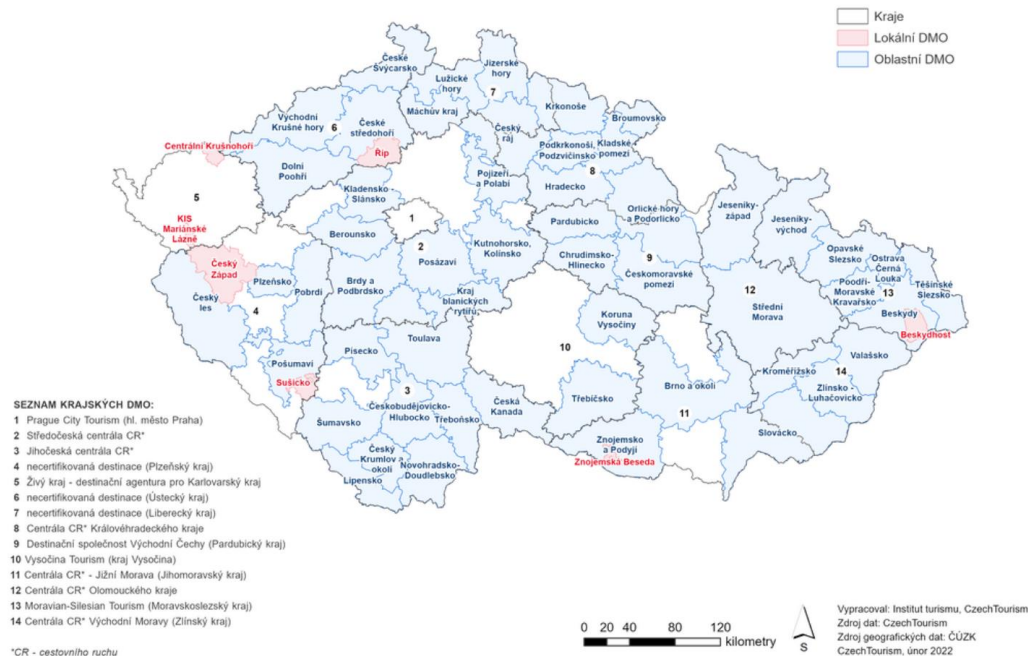 Kraje
Lokální DMO
Oblastní DMO
České
Švýcarsko
Lužické
hory
Jizerské
hory
7
Krkonoše
Broumovsko
Východní
Krušné hory
6
České
středohoří
Máchův kraj
Český
ráj
Podkrkonoší,
Podzvičinsko
Kladské
pomezí
8
Centrální Krušnohoří
Řip
Dolní
Poohří
Pojizeří
a Polabí
Hradecko
5
Kladensko
Slánsko
Orlické hory
a Podorlicko
Jeseníky-
západ
Jeseníky-
východ
KIS
Mariánské
Lázně
1
Berounsko
2
Posázaví
Kutnohorsko,
Kolínsko
Pardubicko
Chrudimsko-
Hlinecko
9
Českomoravské
pomezí
Opavské
Slezsko
Ostrava
Černá
Louka
Český
Západ
Plzeňsko
Pobrdí
Brdy a
Podbrdsko
Kraj
blanických
rytířů
12
Střední
Morava
Poodří-
Moravské
Kravařsko
13
Těšínské
Slezsko
Český
les
4
Koruna
Vysočiny
Beskydy
Beskydhost
Pošumaví
Sušicko
Písecko
Toulava
10
Valašsko
Kroměřížsko
14
Zlínsko -
Luhačovicko
3
Českobudějovicko-
Hlubocko
Třeboňsko
Česká
Kanada
Třebíčsko
Brno a okolí
11
Šumavsko
Slovácko
Český
Krumlov a
okolí
Lipensko
Novohradsko-
Doudlebsko
Znojemsko
a Podyjí
Znojemská Beseda
SEZNAM KRAJSKÝCH DMO:
1 Prague City Tourism (hl. město Praha)
2 Středočeská centrála CR*
3 Jihočeská centrála CR*
4 necertifikovaná destinace (Plzeňský kraj)
5 Živý kraj - destinační agentura pro Karlovarský kraj
6 necertifikovaná destinace (Ústecký kraj)
7 necertifikovaná destinace (Liberecký kraj)
8 Centrála CR* Královéhradeckého kraje
9 Destinační společnost Východní Čechy (Pardubický kraj)
10 Vysočina Tourism (kraj Vysočina)
11 Centrála CR* - Jižní Morava (Jihomoravský kraj)
12 Centrála CR* Olomouckého kraje
13 Moravian-Silesian Tourism (Moravskoslezský kraj)
14 Centrála CR* Východní Moravy (Zlínský kraj)
*CR - cestovního ruchu
0 20 40 80 120
kilometry
S
Vypracoval: Institut turismu, CzechTourism
Zdroj dat: CzechTourism
Zdroj geografických dat: ČÚZK
CzechTourism, únor 2022